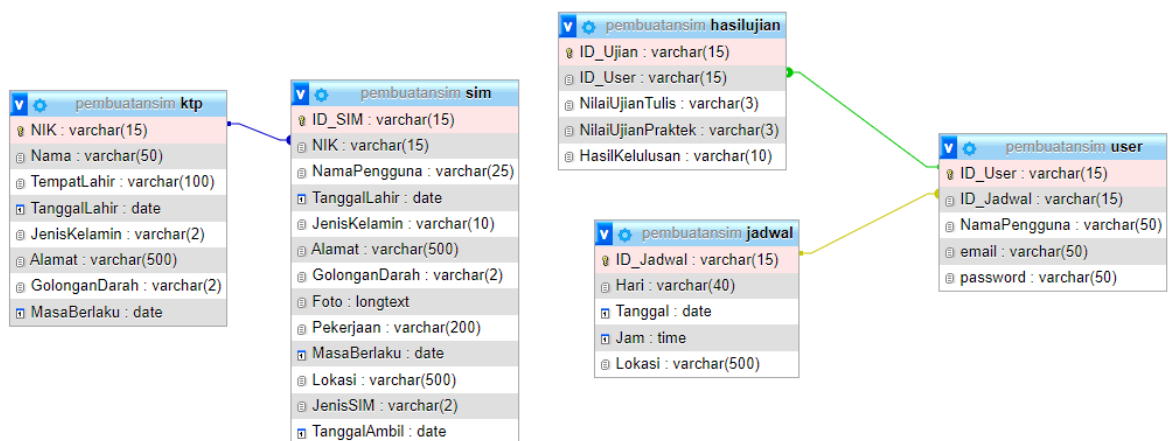 pembuatansim ktp
NIK : varchar(15)
Nama : varchar(50)
TempatLahir : varchar(100)
TanggalLahir : date
JenisKelamin : varchar(2)
Alamat : varchar(500)
GolonganDarah : varchar(2)
MasaBerlaku : date
pembuatansim sim
ID_SIM : varchar(15)
NIK : varchar(15)
NamaPengguna : varchar(25)
TanggalLahir : date
JenisKelamin : varchar(10)
Alamat : varchar(500)
GolonganDarah : varchar(2)
Foto : longtext
Pekerjaan : varchar(200)
MasaBerlaku : date
Lokasi : varchar(500)
JenisSIM : varchar(2)
TanggalAmbil : date
pembuatansim hasilujian
ID_Ujian : varchar(15)
ID_User : varchar(15)
NilaiUjianTulis : varchar(3)
NilaiUjianPraktek : varchar(3)
HasilKelulusan : varchar(10)
pembuatansim jadwal
ID_Jadwal : varchar(15)
Hari : varchar(40)
Tanggal : date
Jam : time
Lokasi : varchar(500)
pembuatansim user
ID_User : varchar(15)
ID_Jadwal : varchar(15)
NamaPengguna : varchar(50)
email : varchar(50)
password : varchar(50)